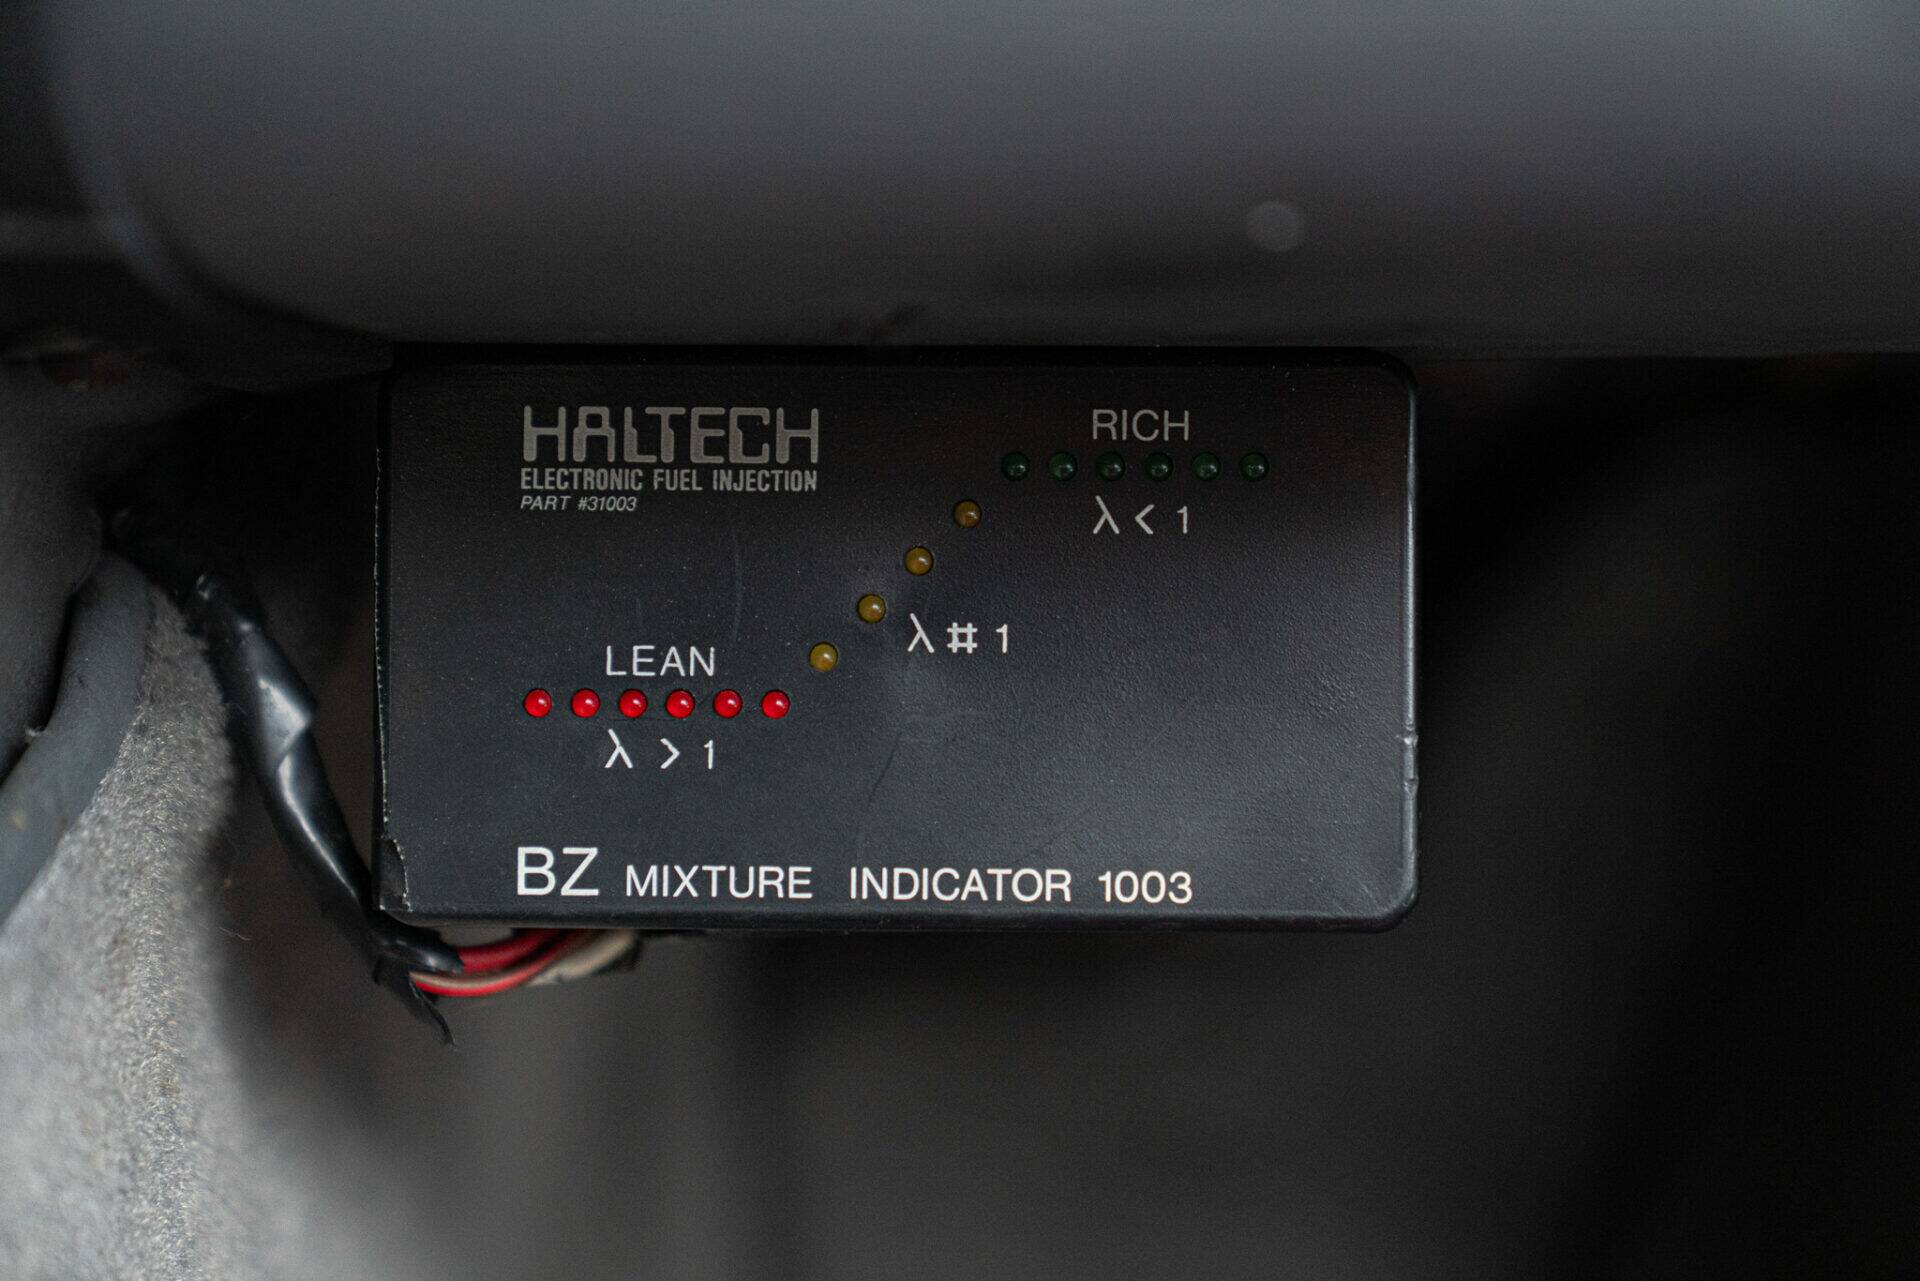 HALTECH
ELECTRONIC FUEL INJECTION
PART #31003
RICH
λ < 1
λ # 1
LEAN
λ > 1
BZ MIXTURE INDICATOR 1003